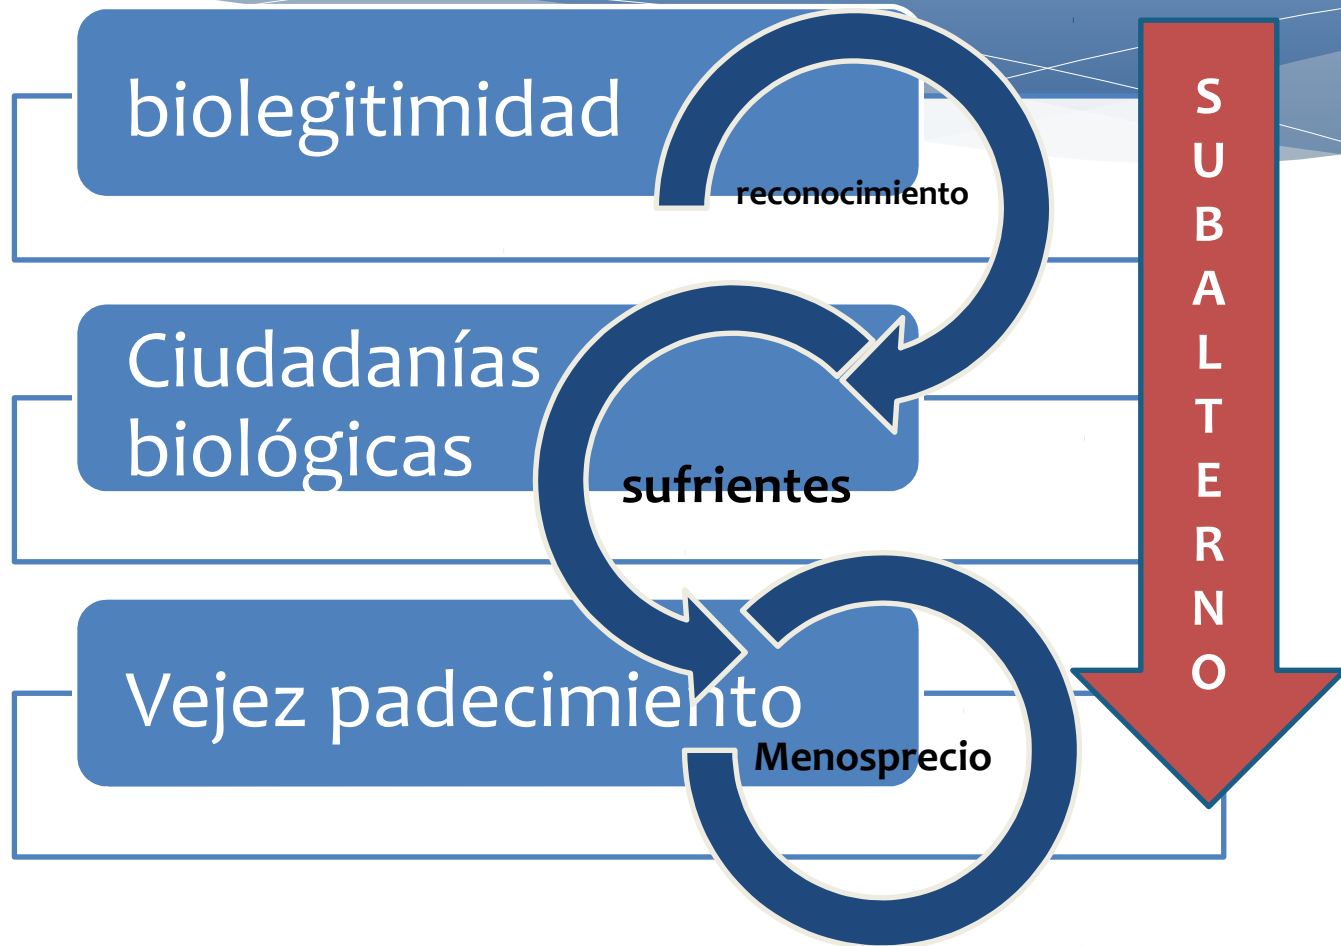 biolegitimidad
reconocimiento
Ciudadanías
biológicas
sufrientes
Vejez padecimiento
Menosprecio
S
U
B
A
L
T
E
R
N
O